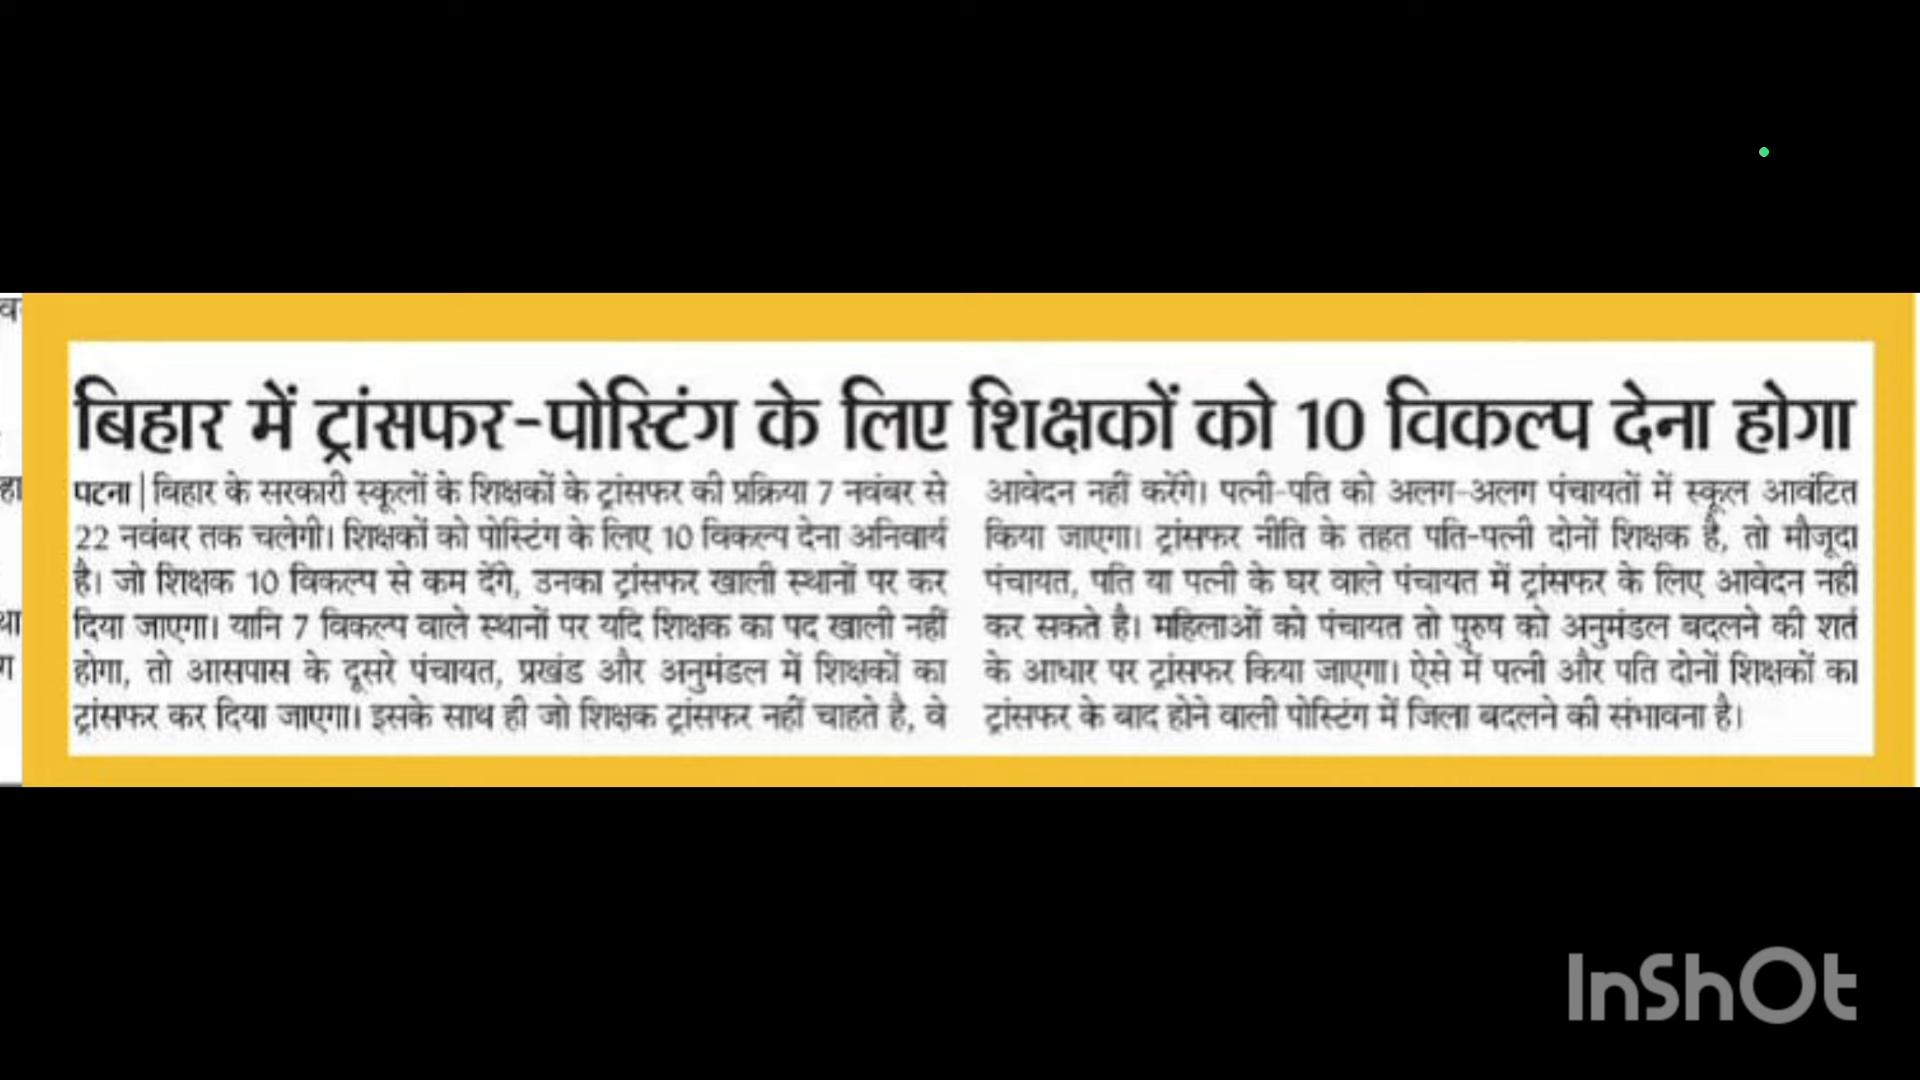 बिहार में ट्रांसफर-पोस्टिंग के लिए शिक्षकों को 10 विकल्प देना होगा
पटना | बिहार के सरकारी स्कूलों के शिक्षकों के ट्रांसफर की प्रक्रिया 7 नवंबर से
22 नवंबर तक चलेगी। शिक्षकों को पोस्टिंग के लिए 10 विकल्प देना अनिवार्य
है। जो शिक्षक 10 विकल्प से कम देंगे, उनका ट्रांसफर खाली स्थानों पर कर
दिया जाएगा। यानि 7 विकल्प वाले स्थानों पर यदि शिक्षक का पद खाली नहीं
होगा, तो आसपास के दूसरे पंचायत, प्रखंड और अनुमंडल में शिक्षकों का
ट्रांसफर कर दिया जाएगा। इसके साथ ही जो शिक्षक ट्रांसफर नहीं चाहते है, वे
आवेदन नहीं करेंगे। पत्नी-पति को अलग-अलग पंचायतों में स्कूल आवंटित
किया जाएगा। ट्रांसफर नीति के तहत पति-पत्नी दोनों शिक्षक है, तो मौजूदा
पंचायत, पति या पत्नी के घर वाले पंचायत में ट्रांसफर के लिए आवेदन नहीं
कर सकते है। महिलाओं को पंचायत तो पुरुष को अनुमंडल बदलने की शर्त
के आधार पर ट्रांसफर किया जाएगा। ऐसे में पत्नी और पति दोनों शिक्षकों का
ट्रांसफर के बाद होने वाली पोस्टिंग में जिला बदलने की संभावना है।
InShOt